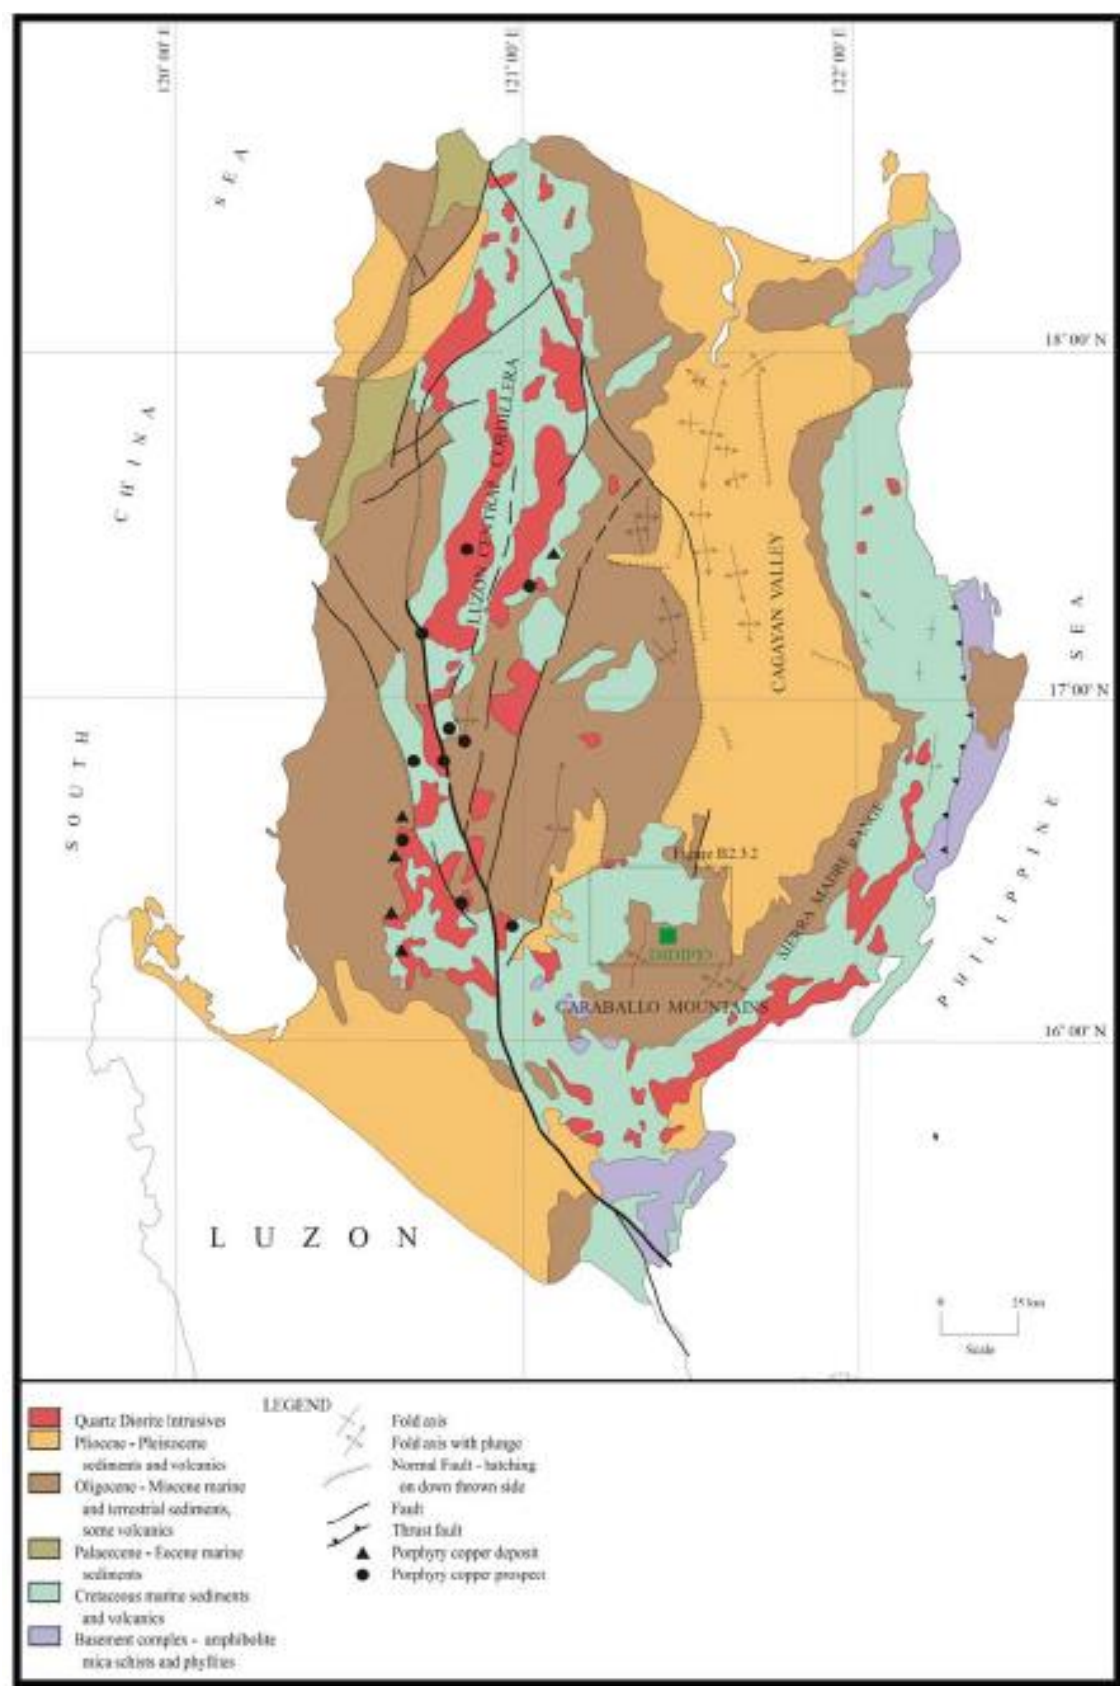 120° 00' E
121° 00' E
122° 00' E
SEA
18° 00' N
CHINA
LUZON CENTRAL CORDILLERA
CAGAYAN VALLEY
SEA
17° 00' N
SOUTH
PHILIPPINE
SIERRA MADRE RANGE
Figure B2.3.2
DIDIPIO
CARABALLO MOUNTAINS
16° 00' N
LUZON
0 25 km
Scale
LEGEND
Quartz Diorite Intrusives
Pliocene - Pleistocene
sediments and volcanics
Oligocene - Miocene marine
and terrestrial sediments,
some volcanics
Palaeocene - Eocene marine
sediments
Cretaceous marine sediments
and volcanics
Basement complex - amphibolite
mica schists and phyllites
Fold axis
Fold axis with plunge
Normal Fault - hatching
on down thrown side
Fault
Thrust fault
Porphyry copper deposit
Porphyry copper prospect